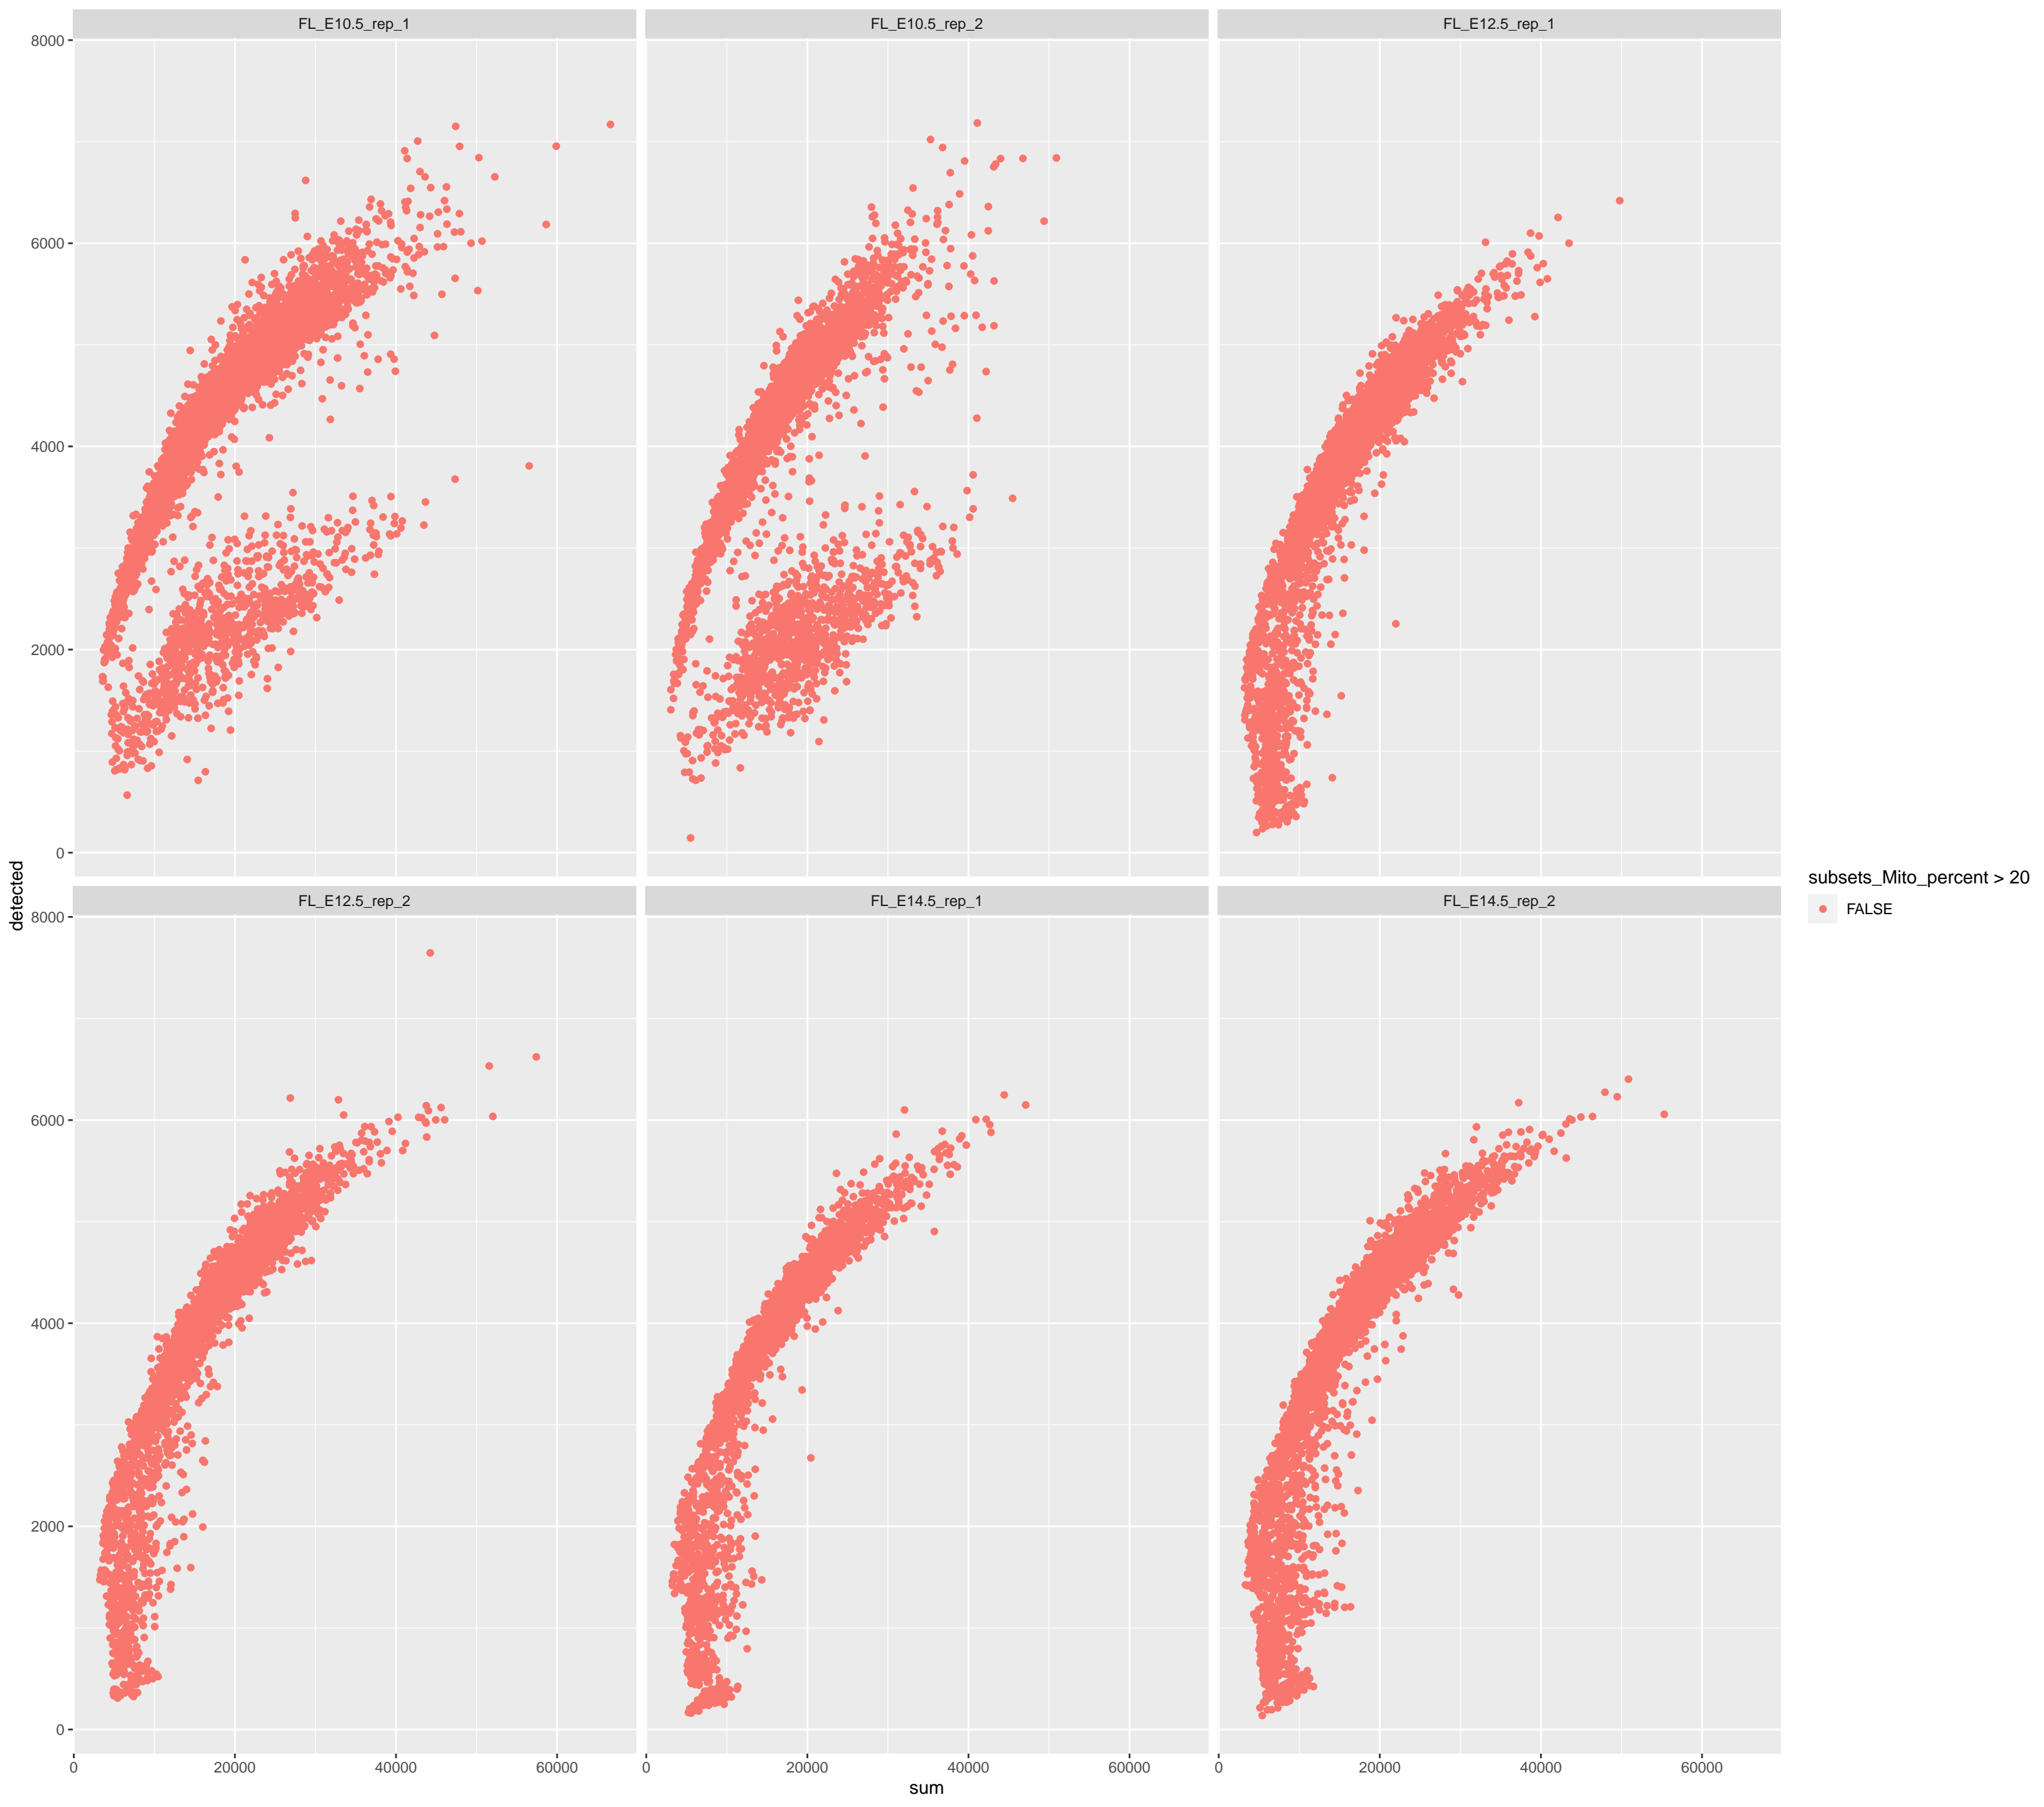 FL_E10.5_rep_1
FL_E10.5_rep_2
FL_E12.5_rep_1
8000
6000
4000
2000
0
detected
FL_E12.5_rep_2
FL_E14.5_rep_1
FL_E14.5_rep_2
8000
6000
4000
2000
0
0 20000 40000 60000
0 20000 40000 60000
0 20000 40000 60000
sum
subsets_Mito_percent > 20
FALSE